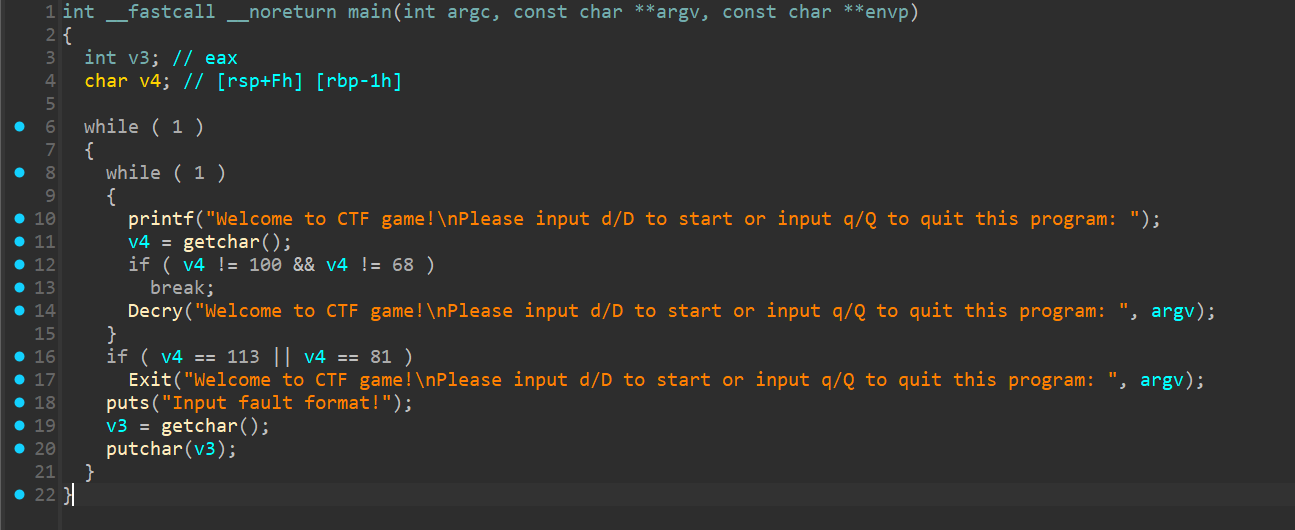 1 int __fastcall __noreturn main(int argc, const char **argv, const char **envp)
2 {
3   int v3; // eax
4   char v4; // [rsp+Fh] [rbp-1h]
5
6   while ( 1 )
7   {
8     while ( 1 )
9     {
10       printf("Welcome to CTF game!\nPlease input d/D to start or input q/Q to quit this program: ");
11       v4 = getchar();
12       if ( v4 != 100 && v4 != 68 )
13         break;
14       Decry("Welcome to CTF game!\nPlease input d/D to start or input q/Q to quit this program: ", argv);
15     }
16     if ( v4 == 113 || v4 == 81 )
17       Exit("Welcome to CTF game!\nPlease input d/D to start or input q/Q to quit this program: ", argv);
18     puts("Input fault format!");
19     v3 = getchar();
20     putchar(v3);
21   }
22 }